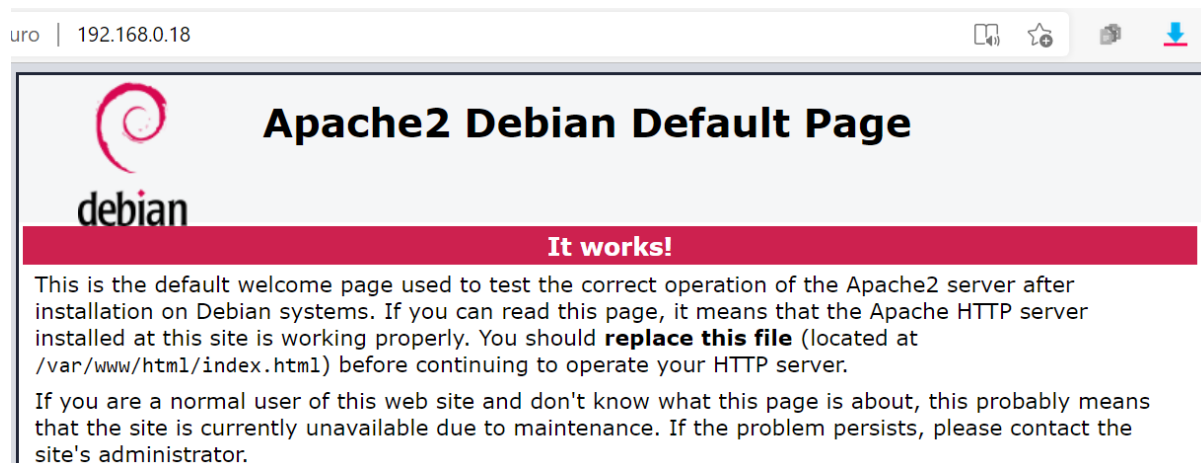 uro | 192.168.0.18
debian
Apache2 Debian Default Page
It works!
This is the default welcome page used to test the correct operation of the Apache2 server after
installation on Debian systems. If you can read this page, it means that the Apache HTTP server
installed at this site is working properly. You should replace this file (located at
/var/www/html/index.html) before continuing to operate your HTTP server.
If you are a normal user of this web site and don't know what this page is about, this probably means
that the site is currently unavailable due to maintenance. If the problem persists, please contact the
site's administrator.